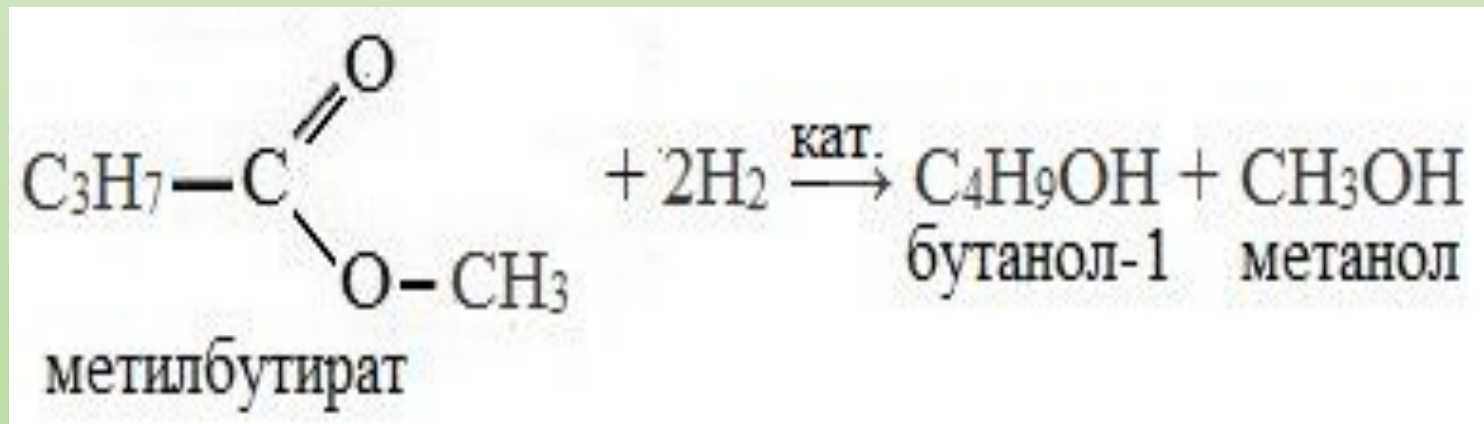 O
C₃H₇–C + 2H₂ кат. → C₄H₉OH + CH₃OH
O–CH₃ бутанол-1 метанол
метилбутират